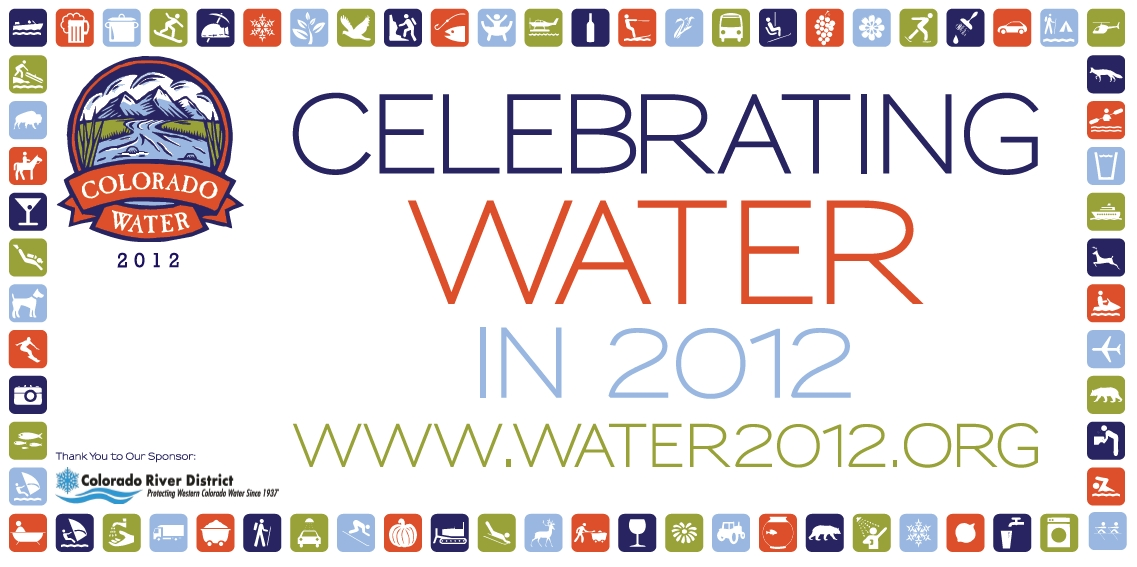 COLORADO
WATER
2012
CELEBRATING
WATER
IN 2012
WWW.WATER2012.ORG
Thank You to Our Sponsor:
Colorado River District
Protecting Western Colorado Water Since 1937